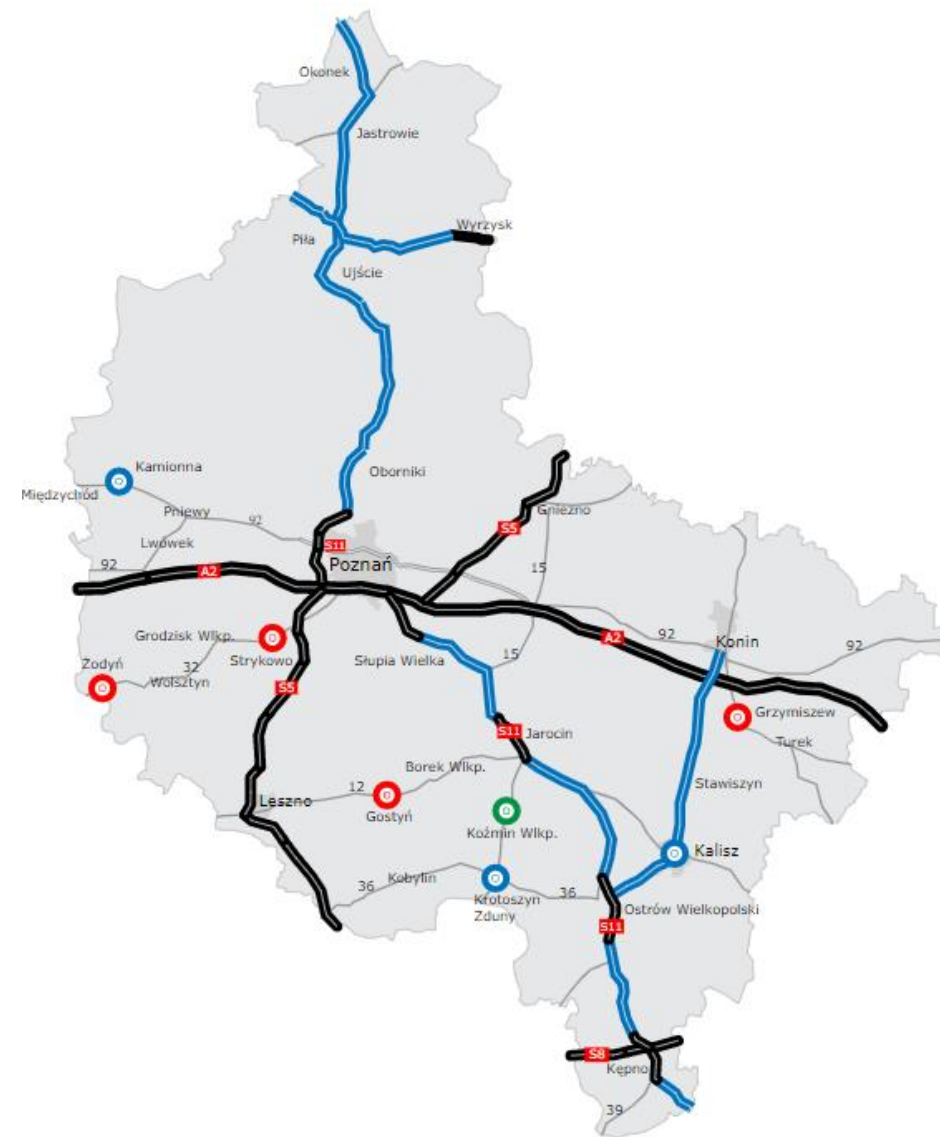 Okonek
Jastrowie
Wyrzysk
Piła
Ujście
Kamionna
Oborniki
Międzychód
Pniewy
92
Gniezno
S5
Lwówek
S11
Poznań
92
A2
15
Grodzisk Wlkp.
Strykowo
Słupia Wielka
15
A2
92
Konin
92
Zodyń
32
Wolsztyn
S5
Grzymiszew
S11
Jarocin
Turek
Borek Wlkp.
Stawiszyn
12
Leszno
Gostyń
Koźmin Wlkp.
Kalisz
36
Kobylin
Krotoszyn
Zduny
36
Ostrów Wielkopolski
S11
S8
Kępno
39